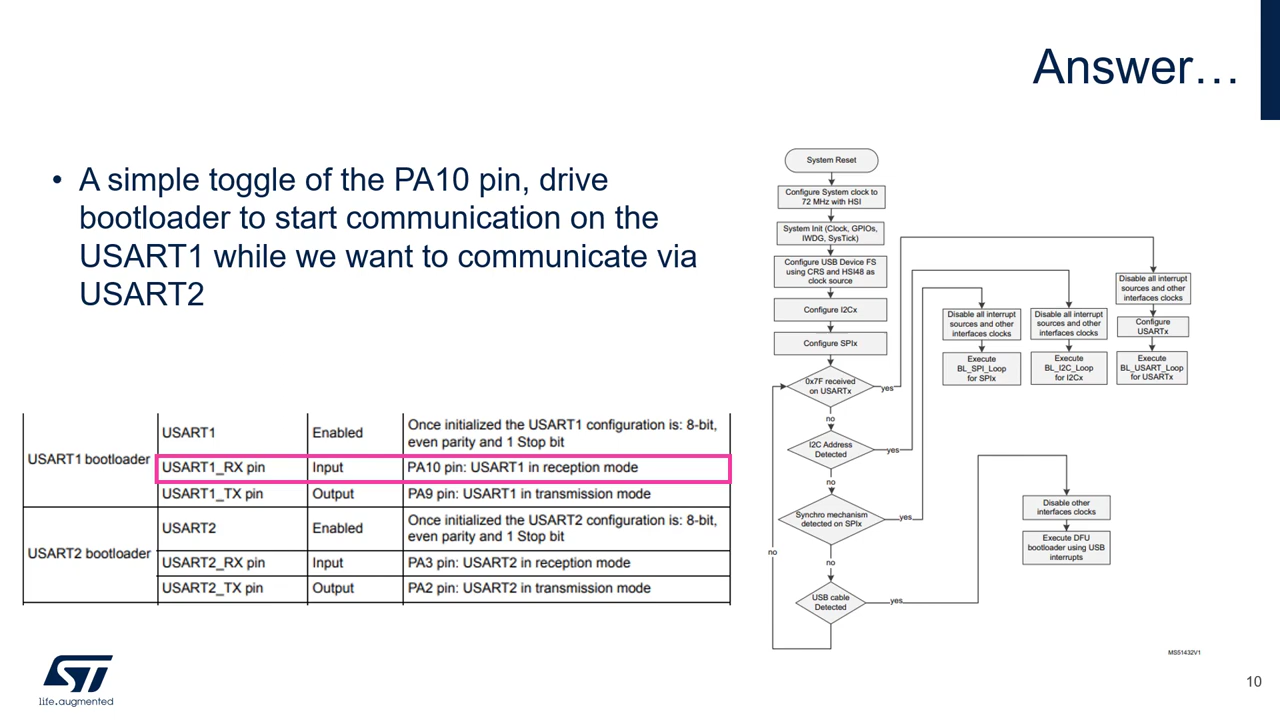 Answer…
• A simple toggle of the PA10 pin, drive
bootloader to start communication on the
USART1 while we want to communicate via
USART2
USART1 bootloader
USART1
Enabled
Once initialized the USART1 configuration is: 8-bit,
even parity and 1 Stop bit
USART1_RX pin
Input
PA10 pin: USART1 in reception mode
USART1_TX pin
Output
PA9 pin: USART1 in transmission mode
USART2 bootloader
USART2
Enabled
Once initialized the USART2 configuration is: 8-bit,
even parity and 1 Stop bit
USART2_RX pin
Input
PA3 pin: USART2 in reception mode
USART2_TX pin
Output
PA2 pin: USART2 in transmission mode
System Reset
Configure System clock to
72 MHz with HSI
System Init (Clock, GPIOs,
IWDG, SysTick)
Configure USB Device FS
using CRS and HSI48 as
clock source
Configure I2Cx
Configure SPIx
0x7F received
on USARTx
yes
no
I2C Address
Detected
yes
no
Synchro mechanism
detected on SPIx
yes
no
no
USB cable
Detected
yes
Disable all interrupt
sources and other
interfaces clocks
Execute
BL_SPI_Loop
for SPIx
Disable all interrupt
sources and other
interfaces clocks
Execute
BL_I2C_Loop
for I2Cx
Disable all interrupt
sources and other
interfaces clocks
Configure
USARTx
Execute
BL_USART_Loop
for USARTx
Disable other
interfaces clocks
Execute DFU
bootloader using USB
interrupts
MS51432V1
ST
life.augmented
10